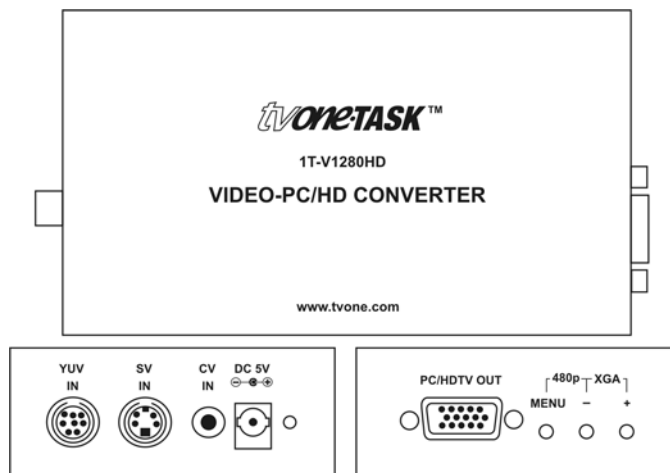 tvone-TASK™
1T-V1280HD
VIDEO-PC/HD CONVERTER
www.tvone.com
YUV IN
SV IN
CV IN
DC 5V
PC/HDTV OUT
480p XGA
MENU − +